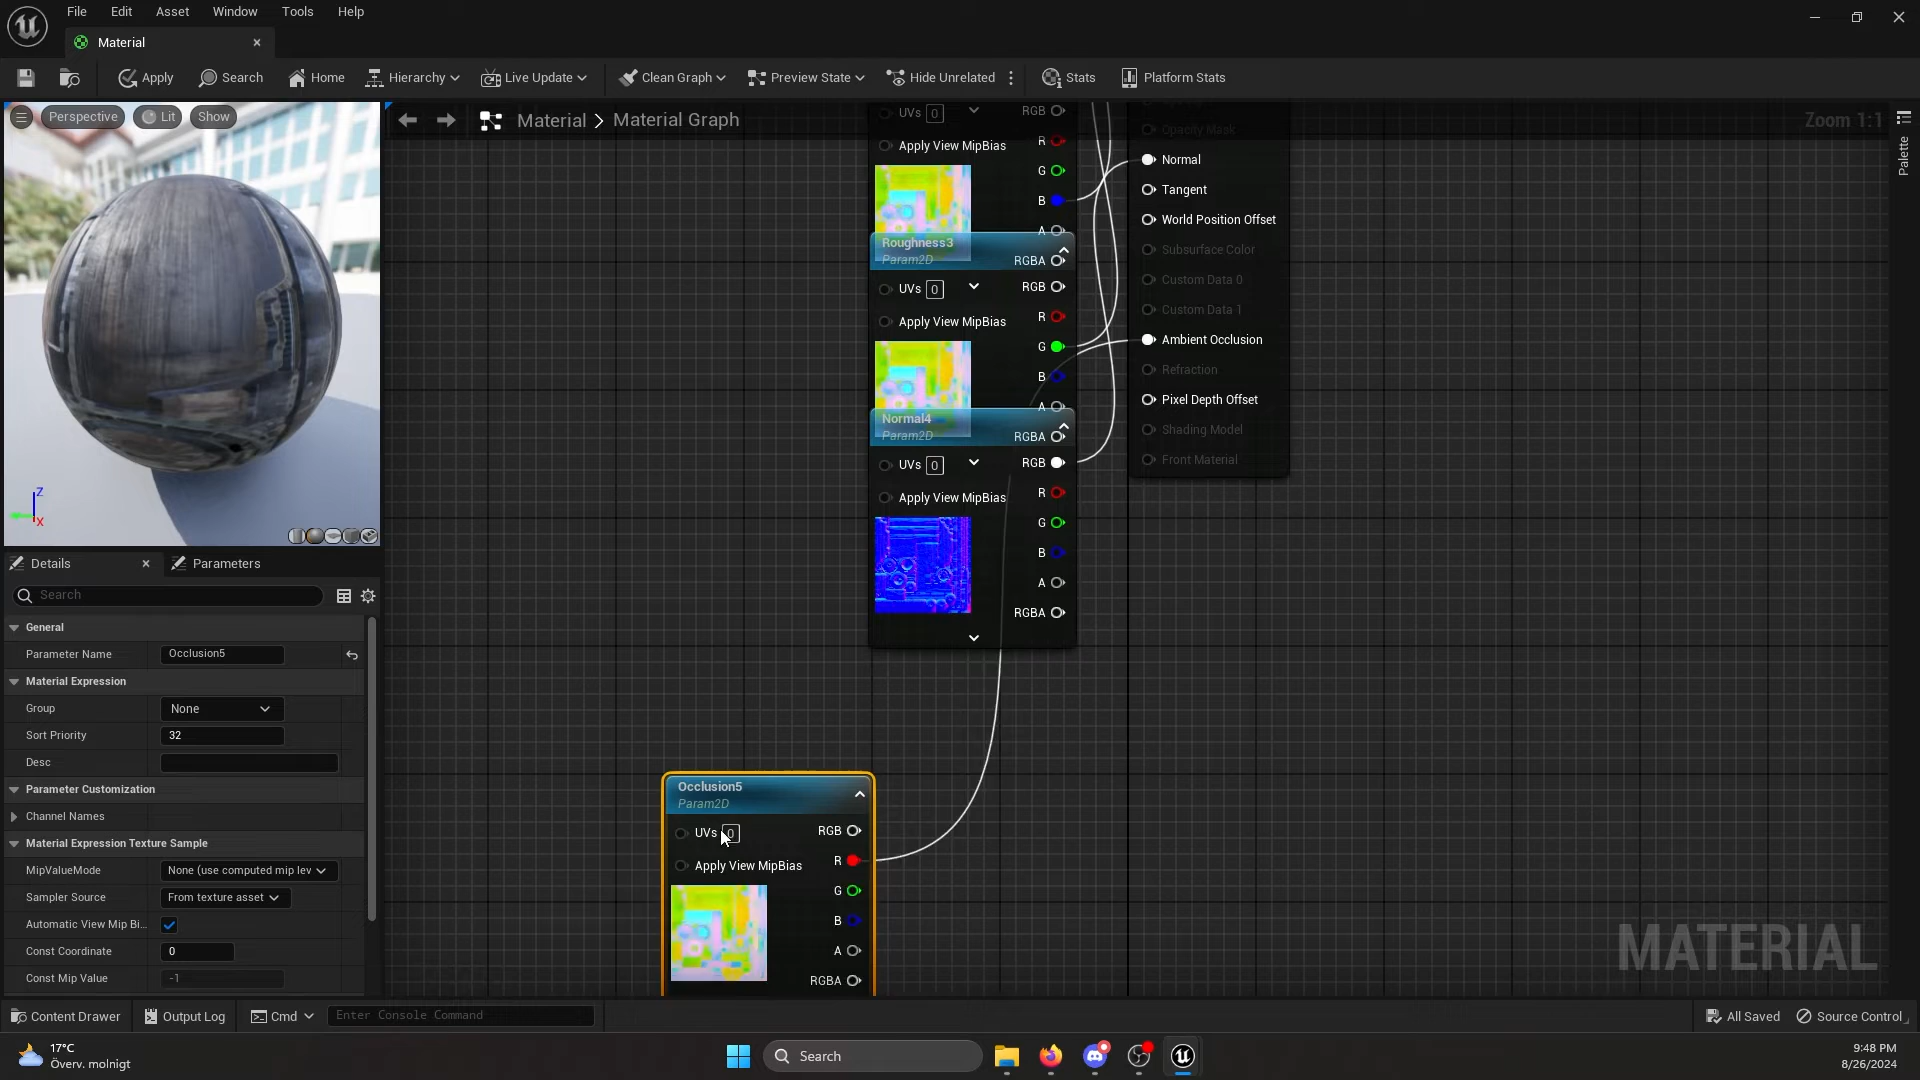 File Edit Asset Window Tools Help
Material
Apply Search Home Hierarchy Live Update Clean Graph Preview State Hide Unrelated Stats Platform Stats
Perspective Lit Show
Material > Material Graph
Zoom 1:1
Palette
UVs 0 RGB
Apply View MipBias R
G
B
A
Roughness3
Param2D RGBA
UVs 0 RGB
Apply View MipBias R
G
B
A
Normal4
Param2D RGBA
UVs 0 RGB
Apply View MipBias R
G
B
A
RGBA
Opacity Mask
Normal
Tangent
World Position Offset
Subsurface Color
Custom Data 0
Custom Data 1
Ambient Occlusion
Refraction
Pixel Depth Offset
Shading Model
Front Material
Occlusion5
Param2D
UVs 0 RGB
Apply View MipBias R
G
B
A
RGBA
MATERIAL
Z
X
Details Parameters
Search
General
Parameter Name Occlusion5
Material Expression
Group None
Sort Priority 32
Desc
Parameter Customization
Channel Names
Material Expression Texture Sample
MipValueMode None (use computed mip lev
Sampler Source From texture asset
Automatic View Mip Bi...
Const Coordinate 0
Const Mip Value -1
Content Drawer Output Log Cmd Enter Console Command All Saved Source Control
17°C
Överv. molnigt
Search
9:48 PM
8/26/2024